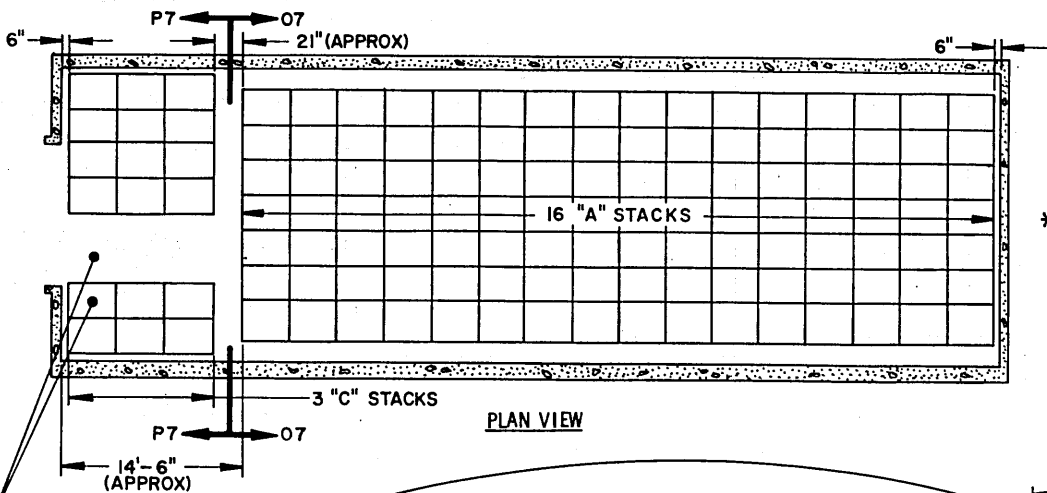 P7 07
6" 21" (APPROX) 6"
16 "A" STACKS
*
3 "C" STACKS
PLAN VIEW
P7 07
14'-6"
(APPROX)